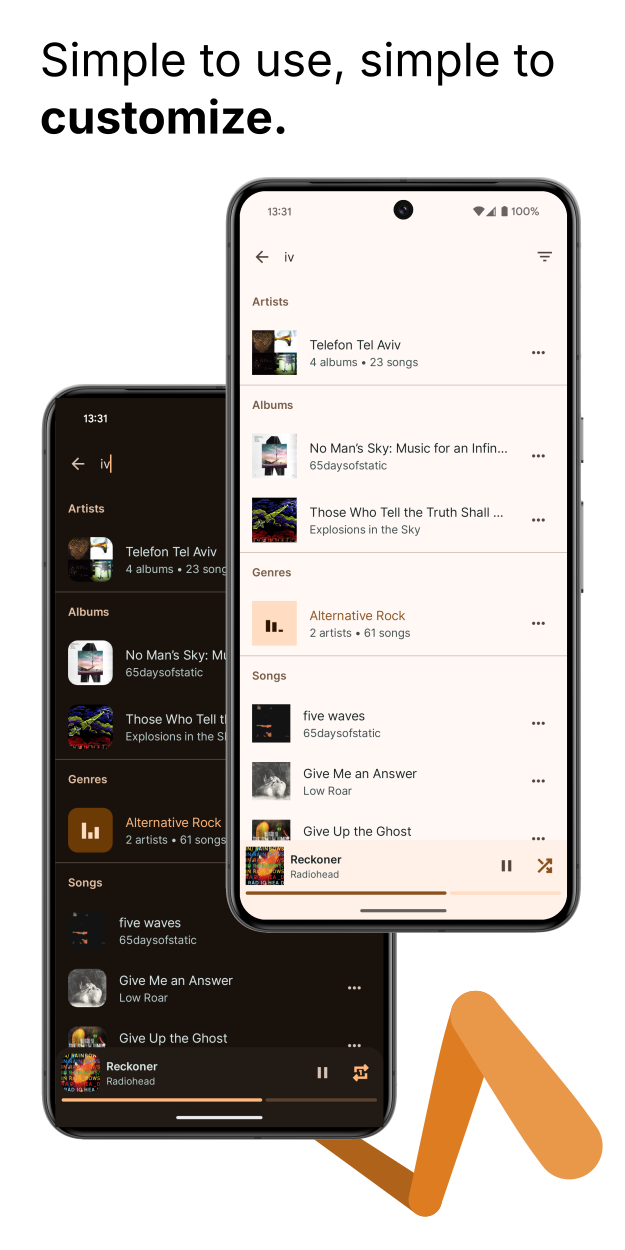 Simple to use, simple to
customize.
13:31
100%
iv
Artists
Telefon Tel Aviv
4 albums • 23 songs
Albums
No Man's Sky: Music for an Infin...
65daysofstatic
Those Who Tell the Truth Shall ...
Explosions in the Sky
Genres
Alternative Rock
2 artists • 61 songs
Songs
five waves
65daysofstatic
Give Me an Answer
Low Roar
Give Up the Ghost
Reckoner
Radiohead
13:31
iv
Artists
Telefon Tel Aviv
4 albums • 23 song
Albums
No Man's Sky: Mu
65daysofstatic
Those Who Tell t
Explosions in the S
Genres
Alternative Rock
2 artists • 61 songs
Songs
five waves
65daysofstatic
Give Me an Answer
Low Roar
Give Up the Ghost
Reckoner
Radiohead